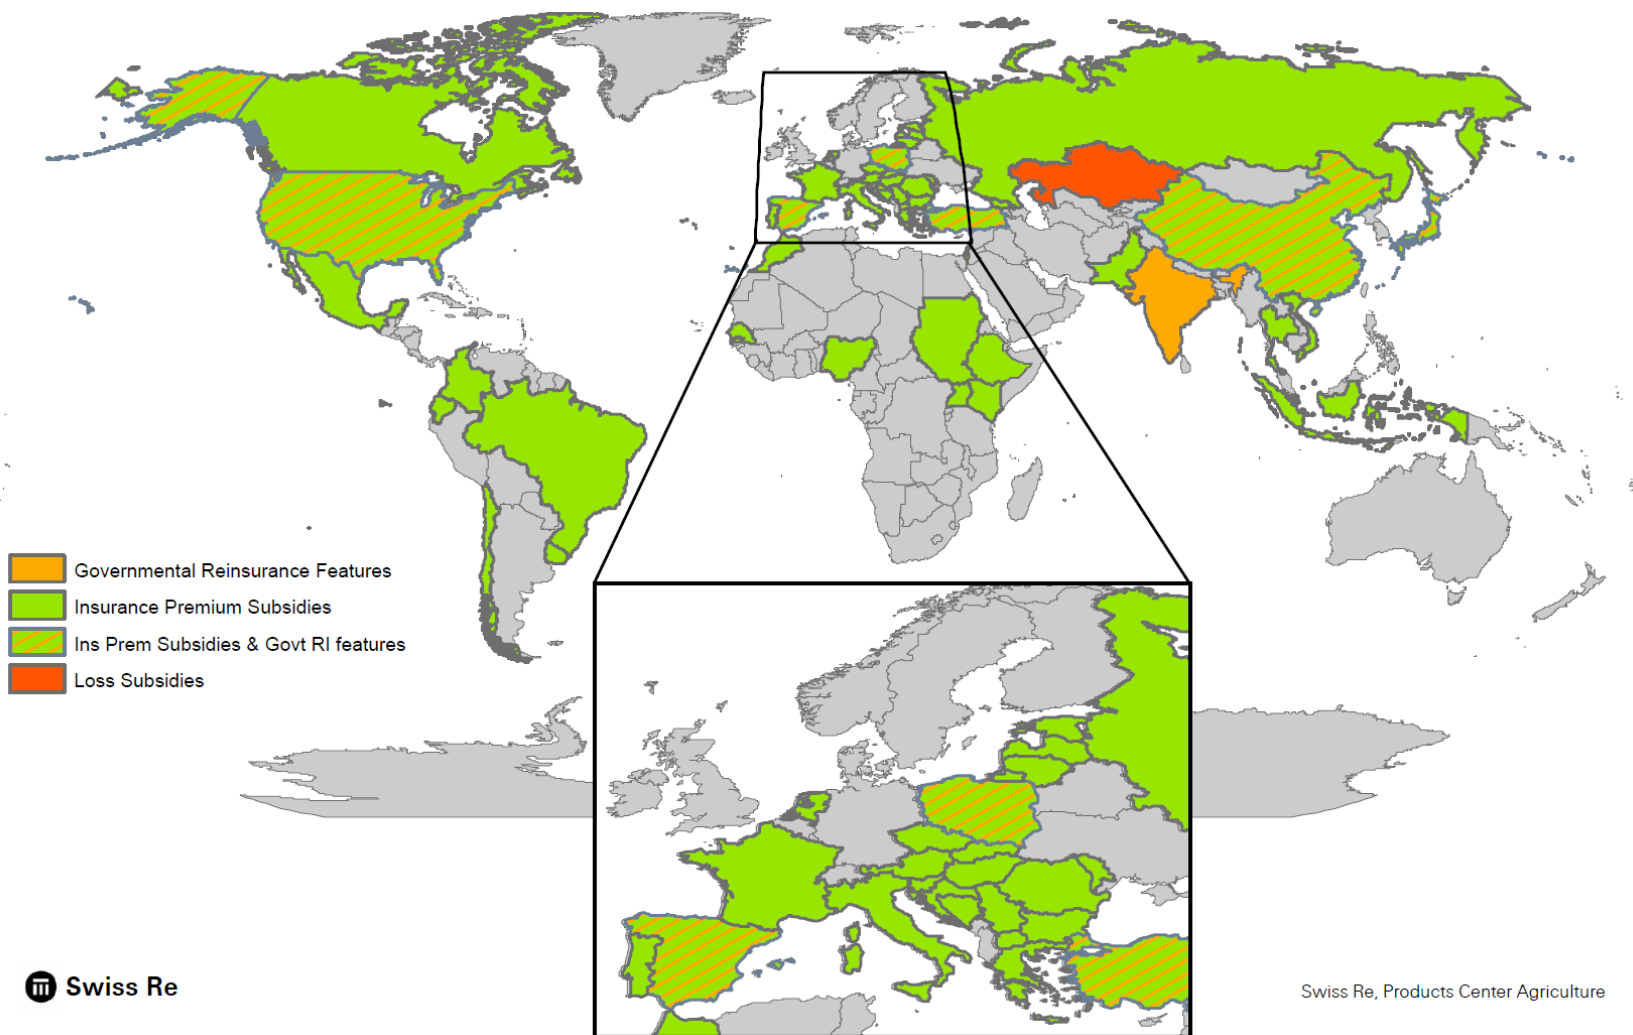 Governmental Reinsurance Features
Insurance Premium Subsidies
Ins Prem Subsidies & Govt RI features
Loss Subsidies
Swiss Re
Swiss Re, Products Center Agriculture